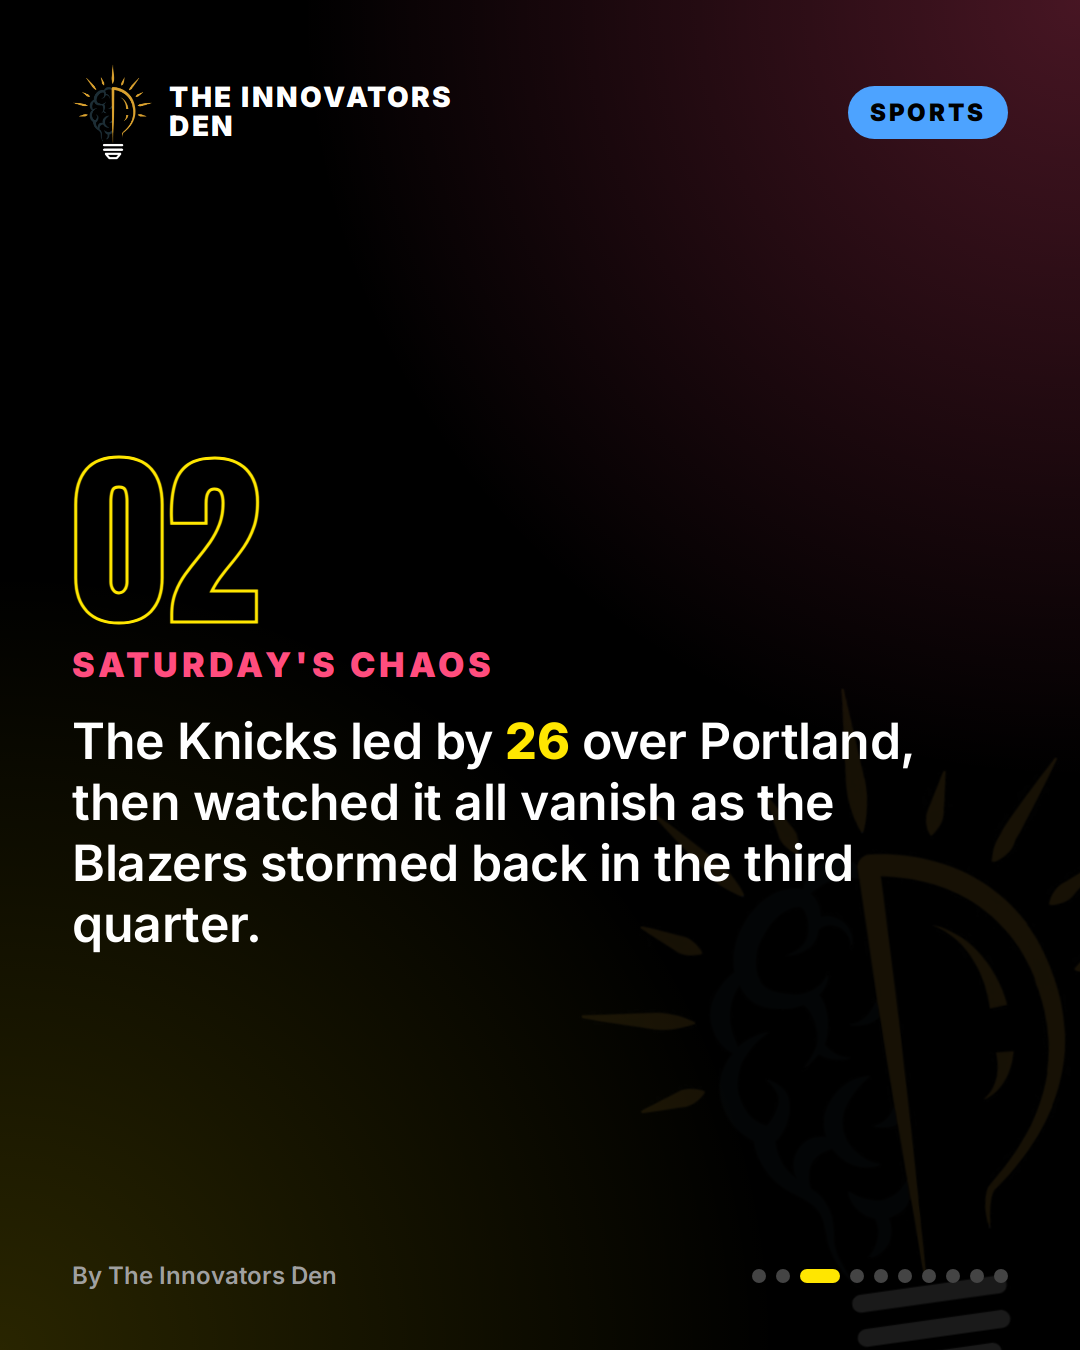 THE INNOVATORS
DEN
SPORTS
02
SATURDAY'S CHAOS
The Knicks led by 26 over Portland,
then watched it all vanish as the
Blazers stormed back in the third
quarter.
By The Innovators Den